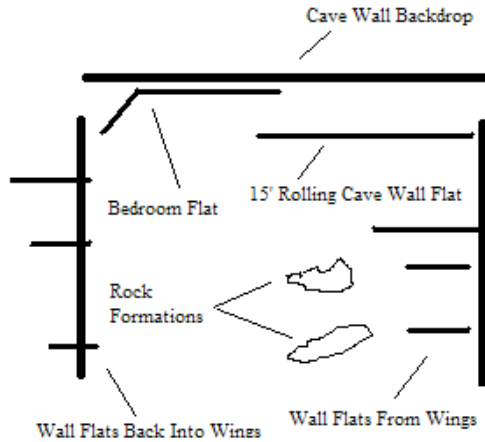 Cave Wall Backdrop
Bedroom Flat
15' Rolling Cave Wall Flat
Rock
Formations
Wall Flats Back Into Wings
Wall Flats From Wings